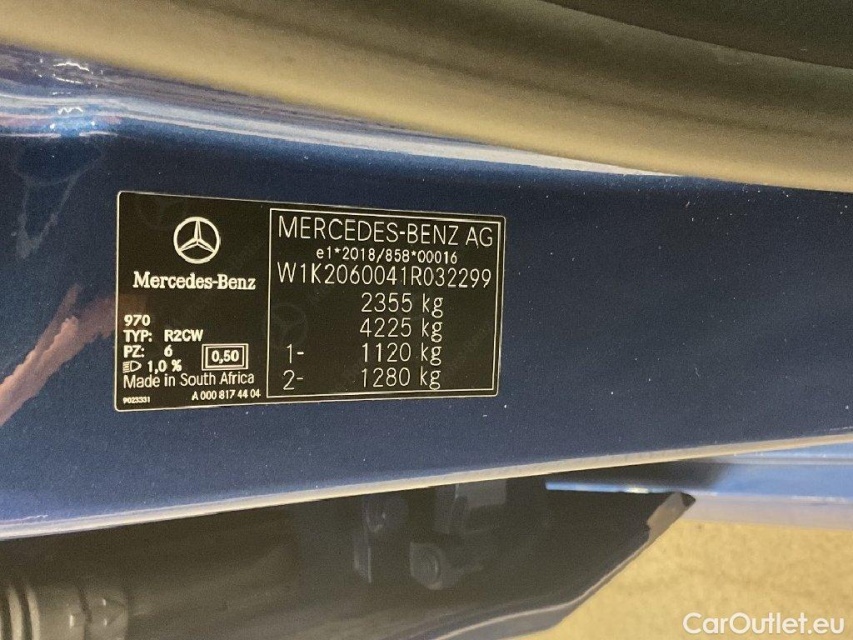 Mercedes-Benz
970
TYP: R2CW
PZ: 6
0,50
1,0 %
Made in South Africa
9023331
A 000 817 44 04
MERCEDES-BENZ AG
e1*2018/858*00016
W1K2060041R032299
2355 kg
4225 kg
1- 1120 kg
2- 1280 kg
CarOutlet.eu